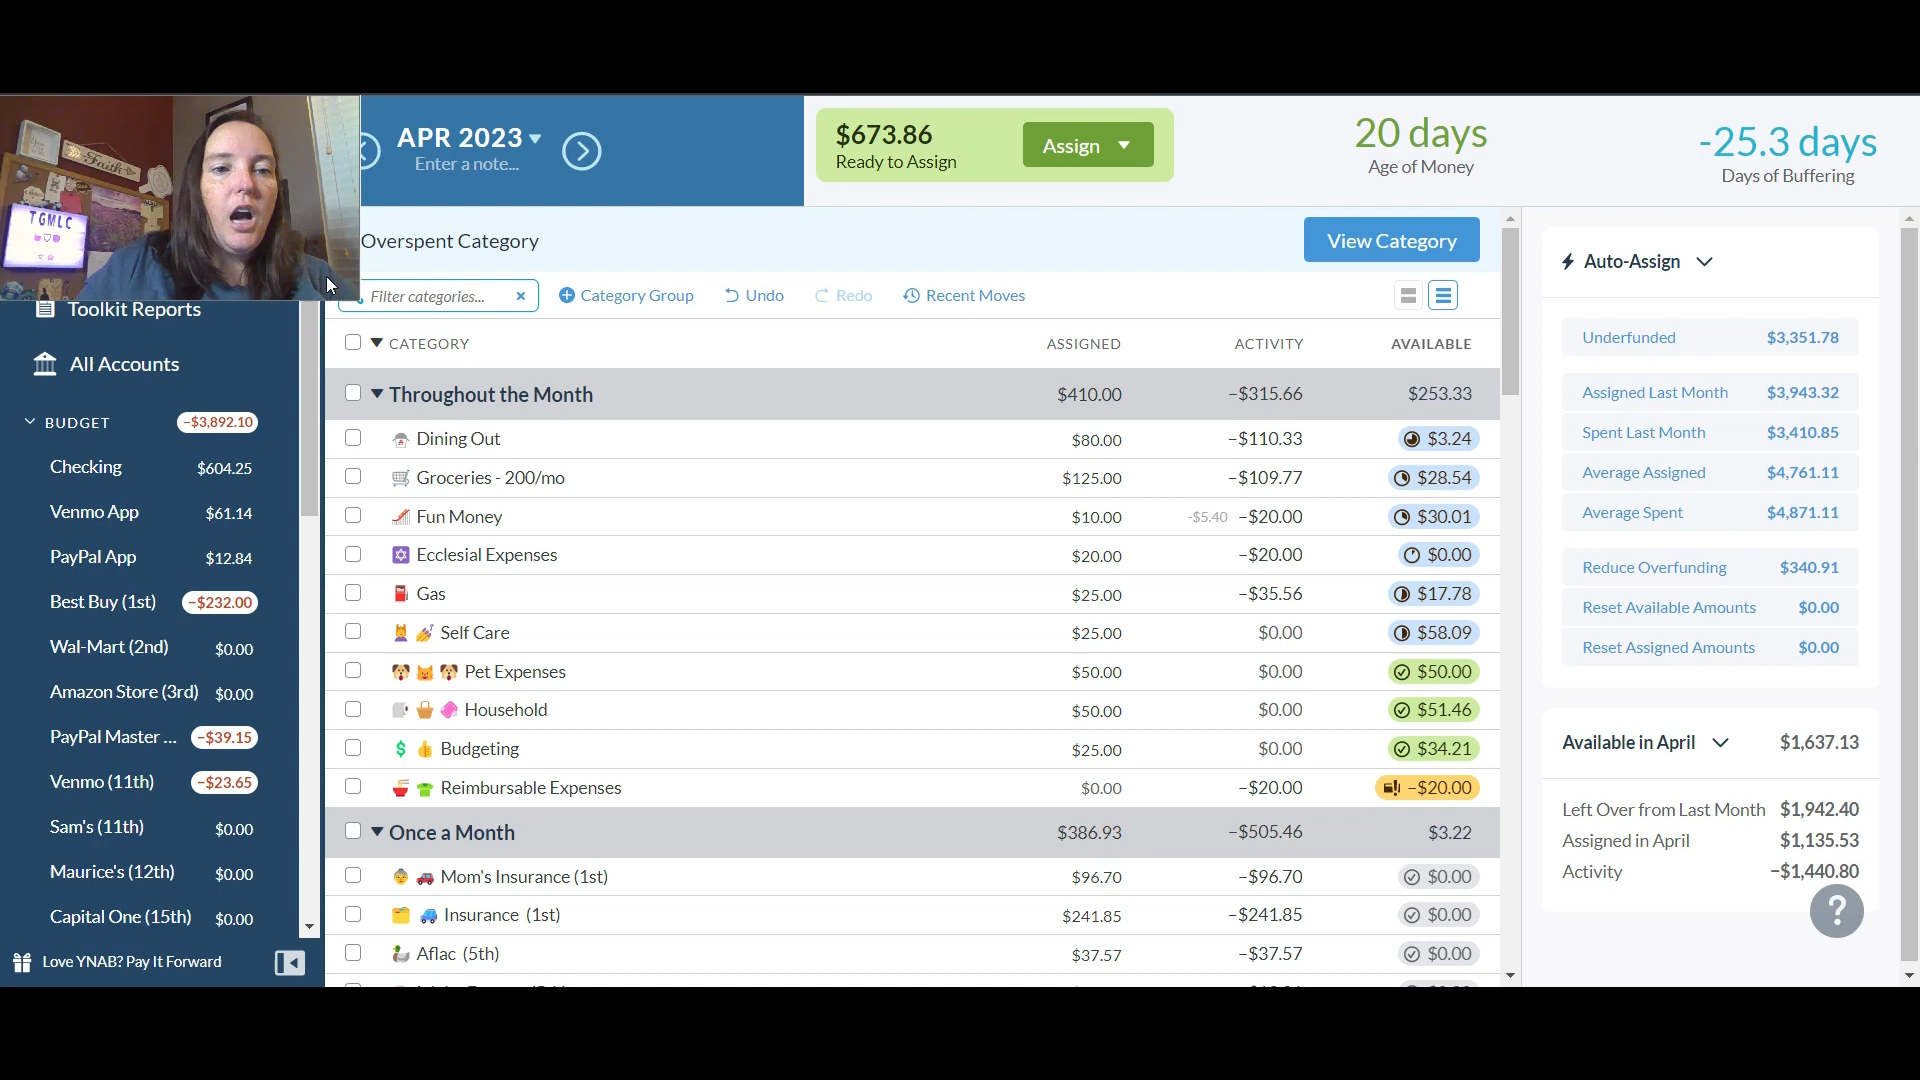 Faith
TGMLC
APR 2023
Enter a note...
$673.86
Ready to Assign
Assign
20 days
Age of Money
-25.3 days
Days of Buffering
Overspent Category
View Category
Filter categories...
Category Group
Undo
Redo
Recent Moves
Toolkit Reports
All Accounts
BUDGET −$3,892.10
Checking $604.25
Venmo App $61.14
PayPal App $12.84
Best Buy (1st) −$232.00
Wal-Mart (2nd) $0.00
Amazon Store (3rd) $0.00
PayPal Master ... −$39.15
Venmo (11th) −$23.65
Sam's (11th) $0.00
Maurice's (12th) $0.00
Capital One (15th) $0.00
Love YNAB? Pay It Forward
CATEGORY ASSIGNED ACTIVITY AVAILABLE
Throughout the Month $410.00 −$315.66 $253.33
Dining Out $80.00 −$110.33 $3.24
Groceries - 200/mo $125.00 −$109.77 $28.54
Fun Money $10.00 -$5.40 −$20.00 $30.01
Ecclesial Expenses $20.00 −$20.00 $0.00
Gas $25.00 −$35.56 $17.78
Self Care $25.00 $0.00 $58.09
Pet Expenses $50.00 $0.00 $50.00
Household $50.00 $0.00 $51.46
Budgeting $25.00 $0.00 $34.21
Reimbursable Expenses $0.00 −$20.00 −$20.00
Once a Month $386.93 −$505.46 $3.22
Mom's Insurance (1st) $96.70 −$96.70 $0.00
Insurance (1st) $241.85 −$241.85 $0.00
Aflac (5th) $37.57 −$37.57 $0.00
Auto-Assign
Underfunded $3,351.78
Assigned Last Month $3,943.32
Spent Last Month $3,410.85
Average Assigned $4,761.11
Average Spent $4,871.11
Reduce Overfunding $340.91
Reset Available Amounts $0.00
Reset Assigned Amounts $0.00
Available in April $1,637.13
Left Over from Last Month $1,942.40
Assigned in April $1,135.53
Activity −$1,440.80
?